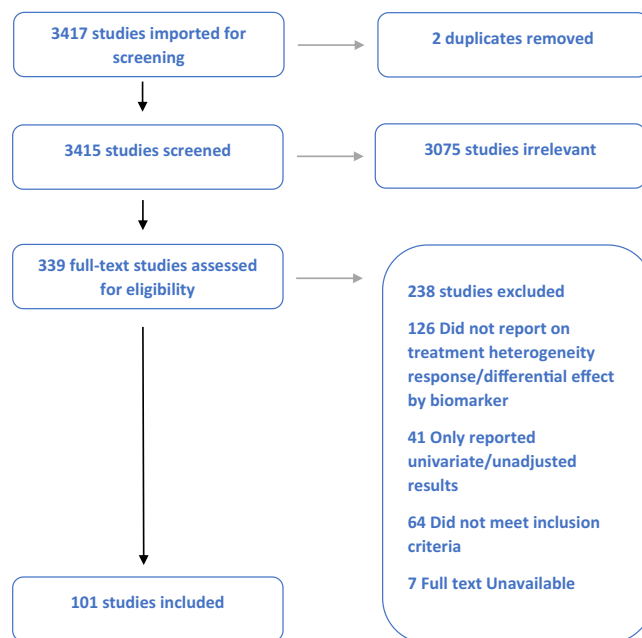 3417 studies imported for
screening
2 duplicates removed
3415 studies screened
3075 studies irrelevant
339 full-text studies assessed
for eligibility
238 studies excluded
126 Did not report on
treatment heterogeneity
response/differential effect
by biomarker
41 Only reported
univariate/unadjusted
results
64 Did not meet inclusion
criteria
7 Full text Unavailable
101 studies included